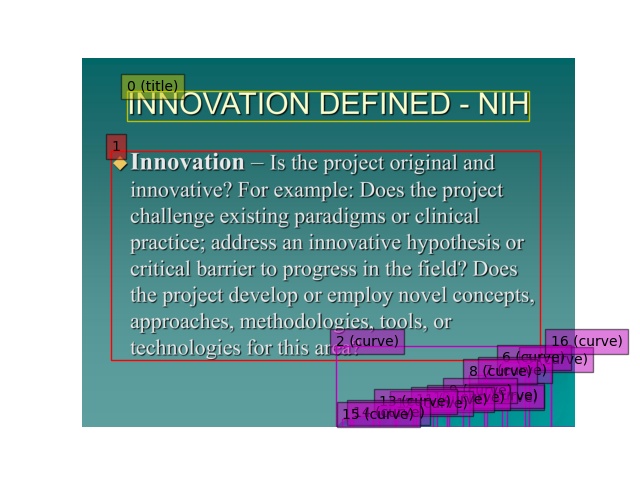 0 (title)
INNOVATION DEFINED - NIH
1
Innovation – Is the project original and
innovative? For example: Does the project
challenge existing paradigms or clinical
practice; address an innovative hypothesis or
critical barrier to progress in the field? Does
the project develop or employ novel concepts,
approaches, methodologies, tools, or
technologies for this area?
2 (curve)
16 (curve)
6 (curve)
8 (curve)
13 (curve)
15 (curve)